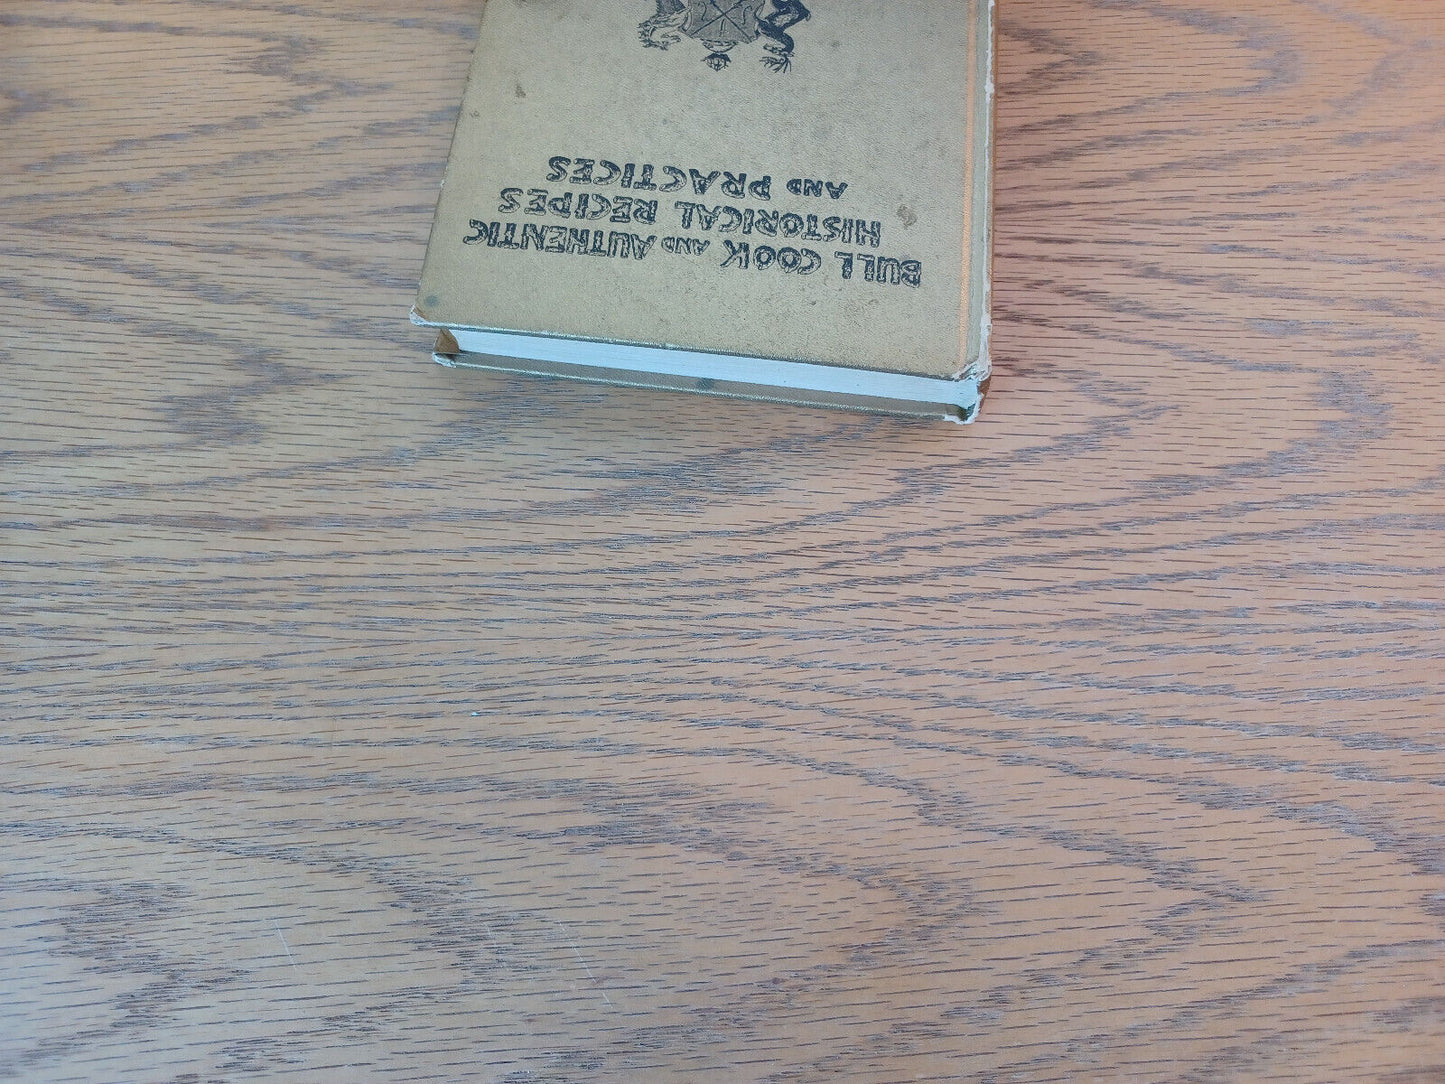 BULL COOK AND AUTHENTIC
HISTORICAL RECIPES
AND PRACTICES